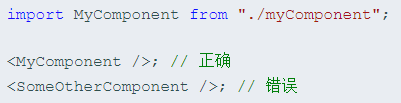 import MyComponent from "./myComponent";
<MyComponent />; // 正确
<SomeOtherComponent />; // 错误